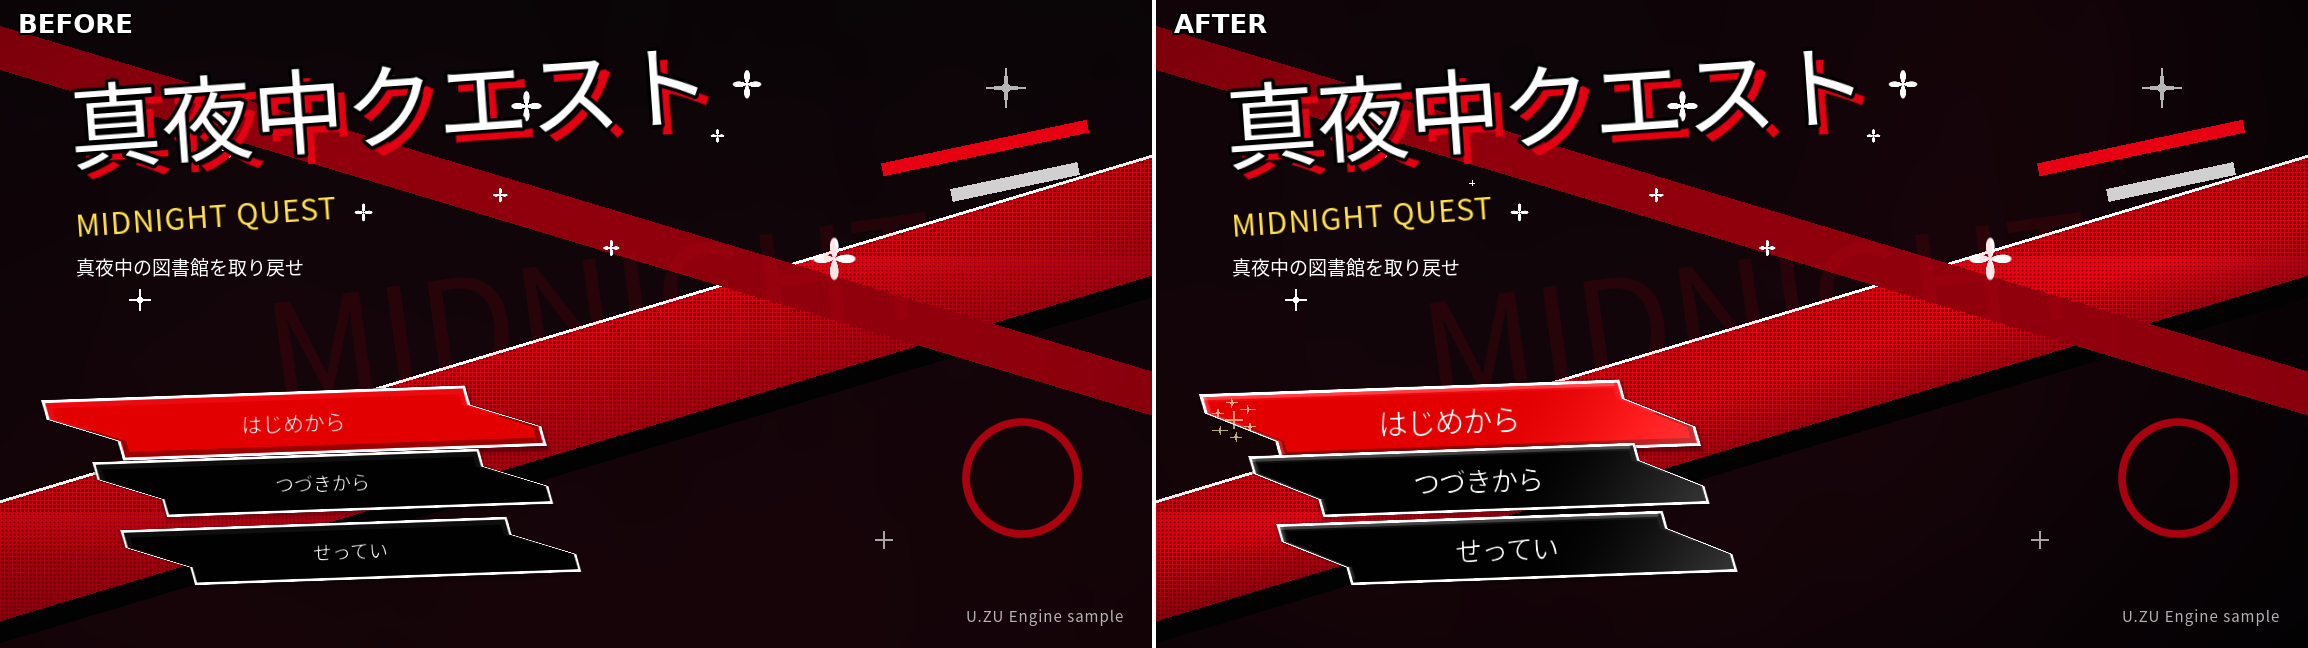 BEFORE
真夜中クエスト
MIDNIGHT QUEST
真夜中の図書館を取り戻せ
MIDNIGHT
はじめから
つづきから
せってい
U.ZU Engine sample
AFTER
真夜中クエスト
MIDNIGHT QUEST
真夜中の図書館を取り戻せ
MIDNIGHT
はじめから
つづきから
せってい
U.ZU Engine sample